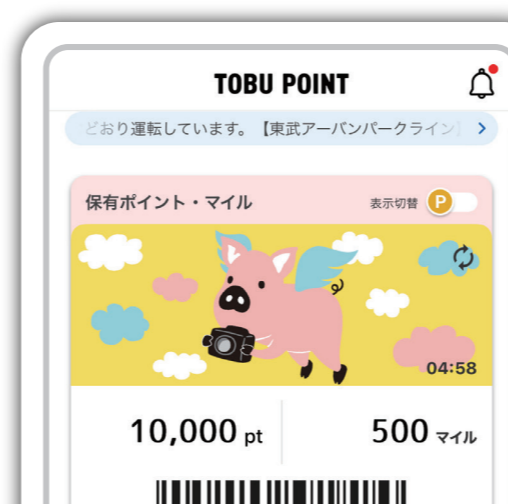 TOBU POINT
どおり運転しています。【東武アーバンパークライン】
保有ポイント・マイル
表示切替 P
04:58
10,000 pt
500 マイル